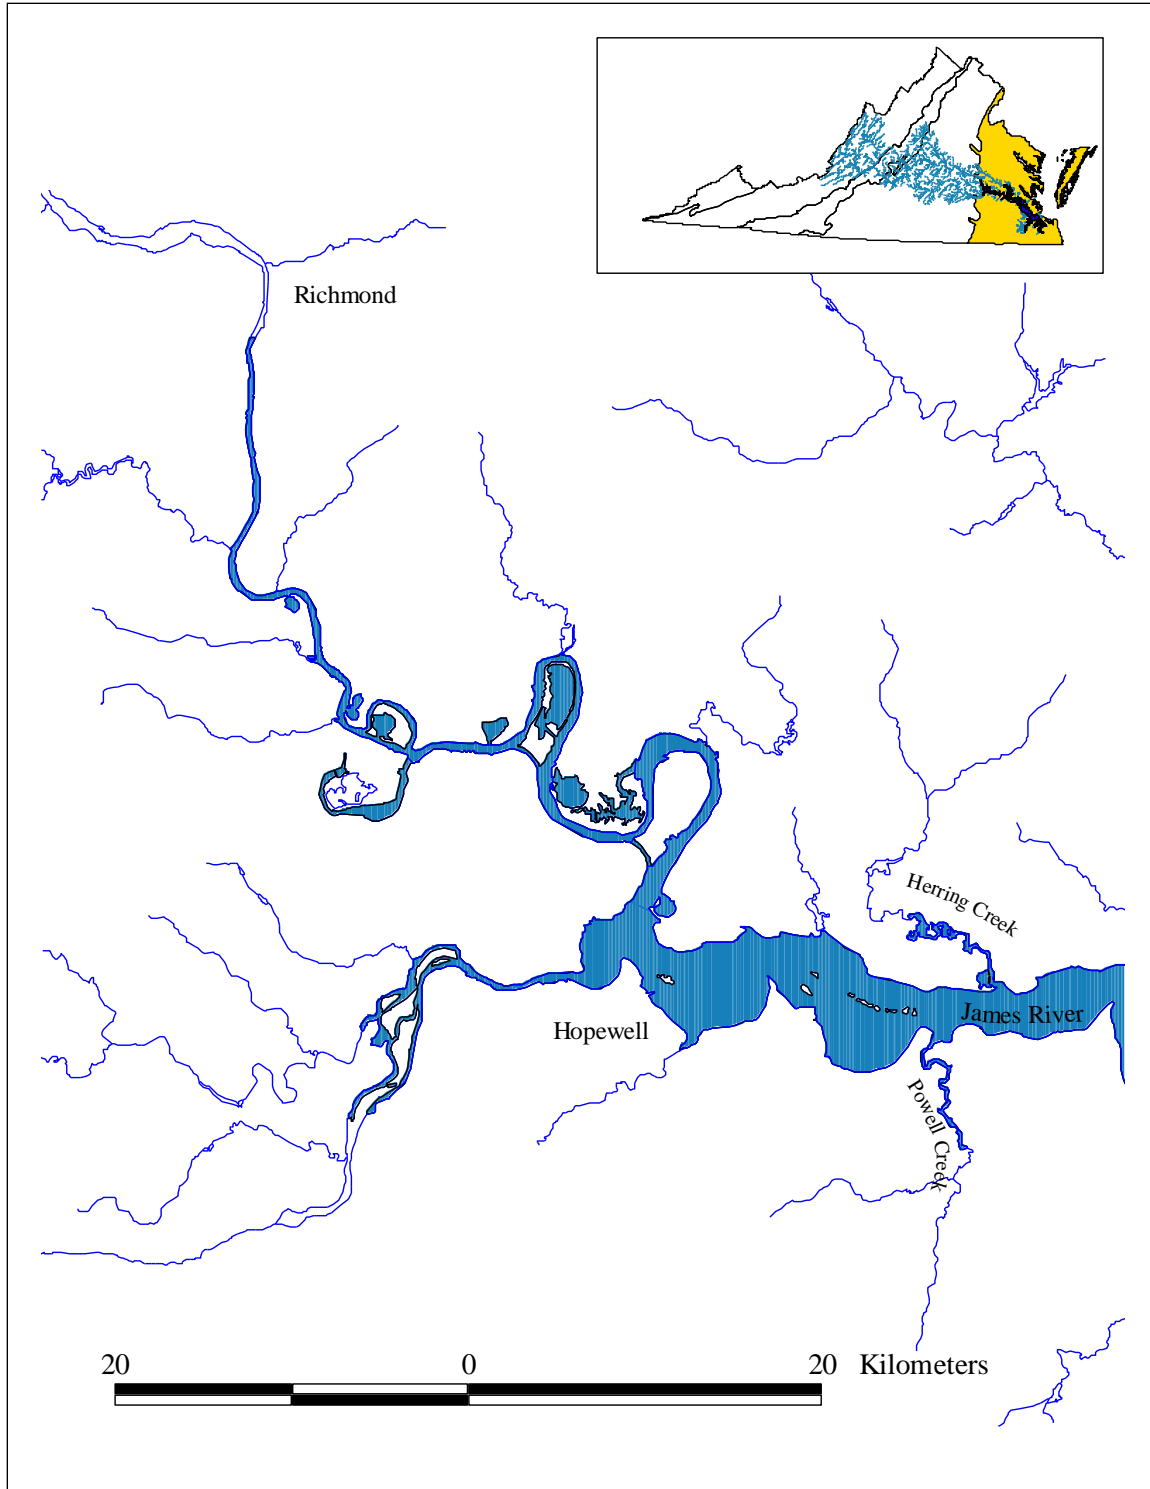 Richmond
Herring Creek
James River
Hopewell
Powell Creek
20 0 20 Kilometers